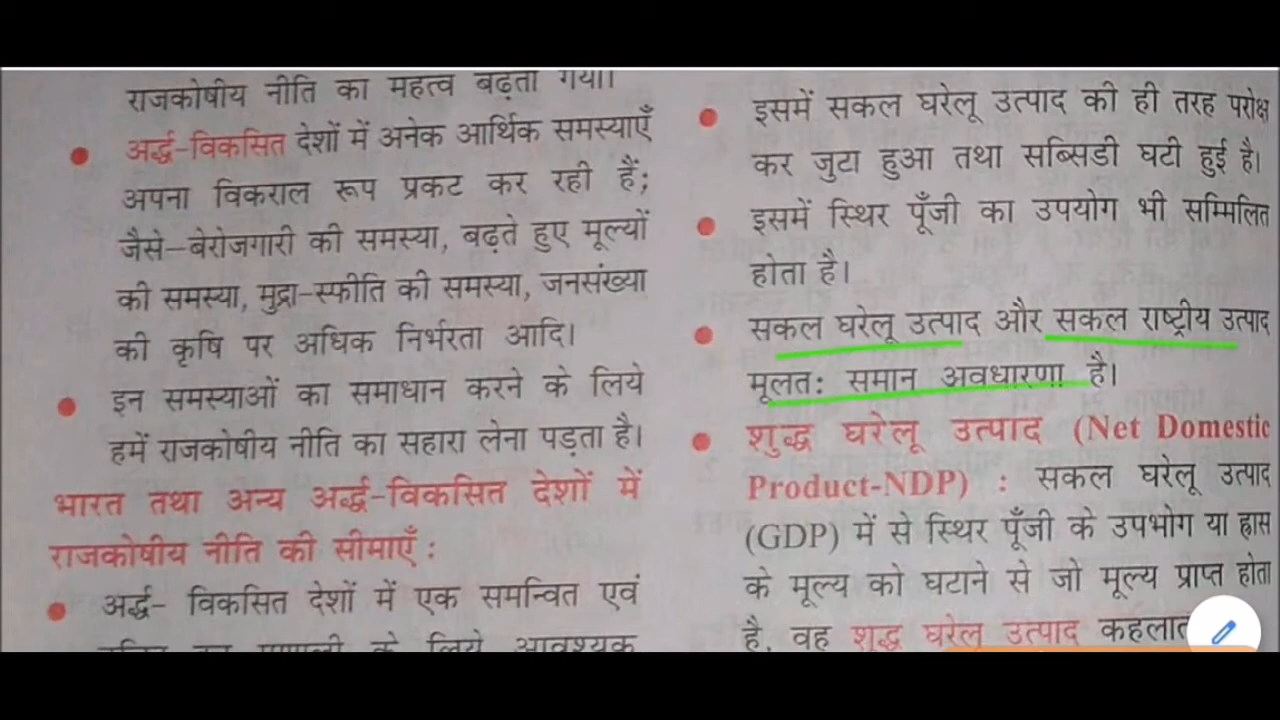 राजकोषीय नीति का महत्व बढ़ता गया।
अर्द्ध-विकसित देशों में अनेक आर्थिक समस्याएँ
अपना विकराल रूप प्रकट कर रही हैं;
जैसे–बेरोजगारी की समस्या, बढ़ते हुए मूल्यों
की समस्या, मुद्रा-स्फीति की समस्या, जनसंख्या
की कृषि पर अधिक निर्भरता आदि।
इन समस्याओं का समाधान करने के लिये
हमें राजकोषीय नीति का सहारा लेना पड़ता है।
भारत तथा अन्य अर्द्ध-विकसित देशों में
राजकोषीय नीति की सीमाएँ :
अर्द्ध- विकसित देशों में एक समन्वित एवं
के लिये आवश्यक
इसमें सकल घरेलू उत्पाद की ही तरह परोक्ष
कर जुटा हुआ तथा सब्सिडी घटी हुई है।
इसमें स्थिर पूँजी का उपयोग भी सम्मिलित
होता है।
सकल घरेलू उत्पाद और सकल राष्ट्रीय उत्पाद
मूलतः समान अवधारणा है।
शुद्ध घरेलू उत्पाद (Net Domestic
Product-NDP) : सकल घरेलू उत्पाद
(GDP) में से स्थिर पूँजी के उपभोग या ह्रास
के मूल्य को घटाने से जो मूल्य प्राप्त होता
है, वह शुद्ध घरेलू उत्पाद